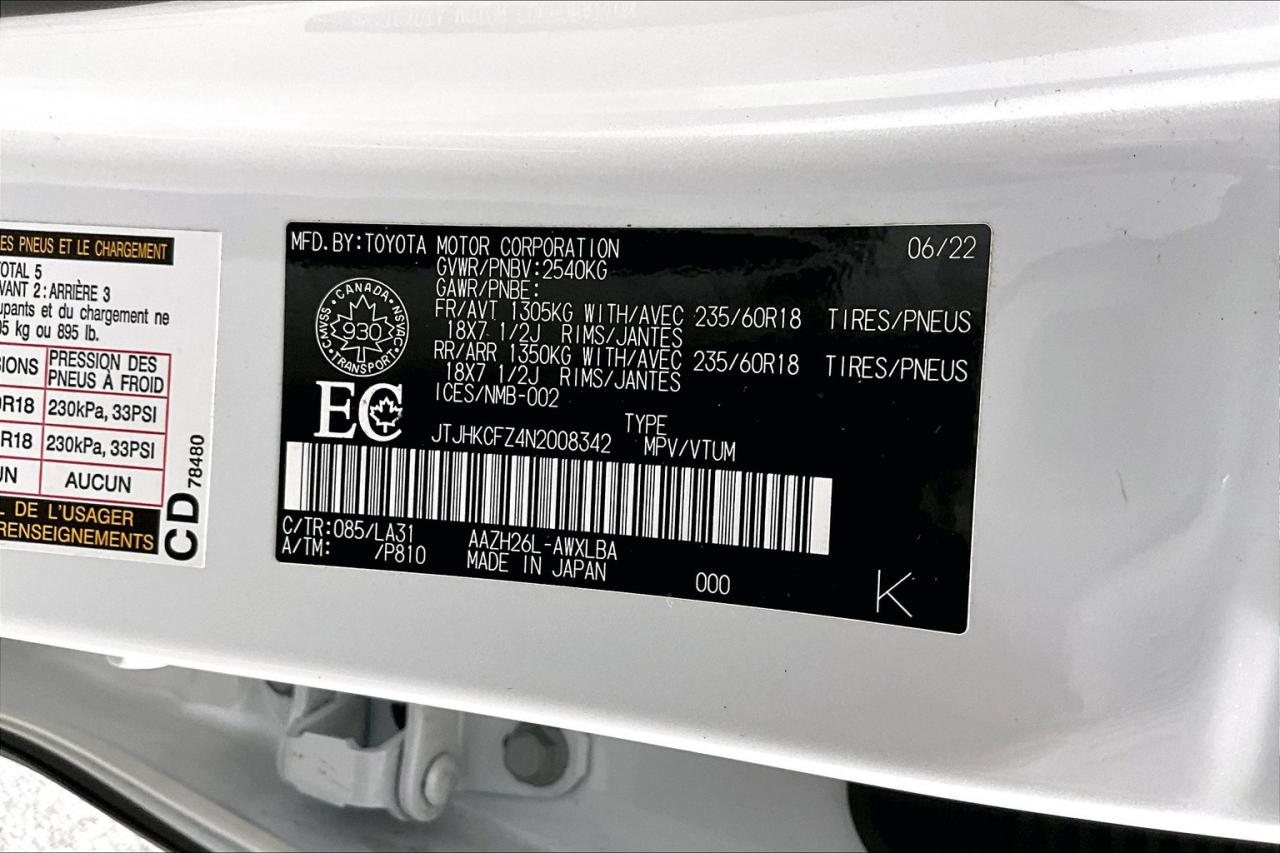 ES PNEUS ET LE CHARGEMENT
OTAL 5
VANT 2 : ARRIÈRE 3
upants et du chargement ne
95 kg ou 895 lb.
IONS PRESSION DES PNEUS À FROID
0R18 230kPa, 33PSI
R18 230kPa, 33PSI
UN AUCUN
L DE L'USAGER
RENSEIGNEMENTS
CD 78480
MFD. BY: TOYOTA MOTOR CORPORATION 06/22
GVWR/PNBV: 2540KG
GAWR/PNBE:
FR/AVT 1305KG WITH/AVEC 235/60R18 TIRES/PNEUS
18X7 1/2J RIMS/JANTES
RR/ARR 1350KG WITH/AVEC 235/60R18 TIRES/PNEUS
18X7 1/2J RIMS/JANTES
ICES/NMB-002
CANADA
CMVSS 930 NSVAC
TRANSPORT
EC
TYPE
JTJHKCFZ4N2008342 MPV/VTUM
C/TR: 085/LA31 AAZH26L-AWXLBA
A/TM: /P810 MADE IN JAPAN 000 K